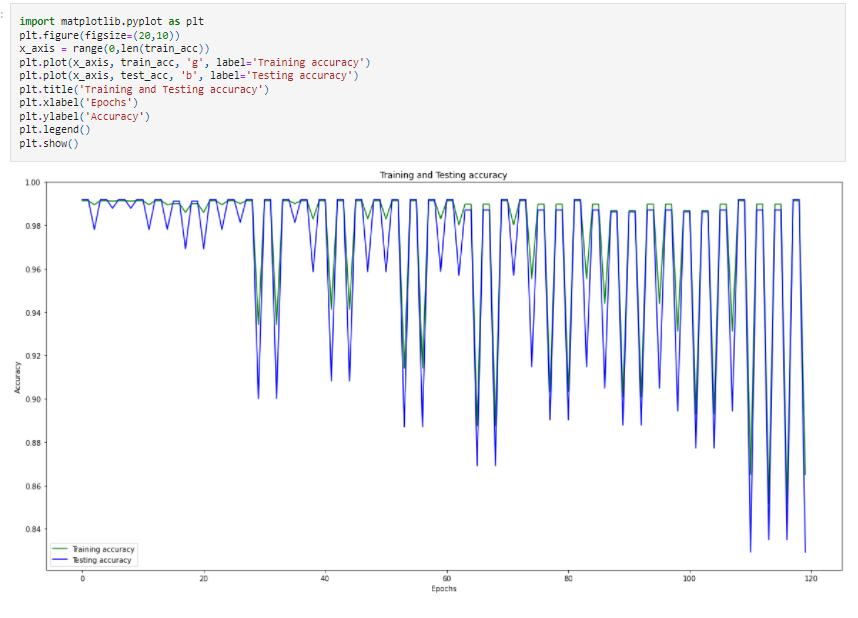 :
import matplotlib.pyplot as plt
plt.figure(figsize=(20,10))
x_axis = range(0,len(train_acc))
plt.plot(x_axis, train_acc, 'g', label='Training accuracy')
plt.plot(x_axis, test_acc, 'b', label='Testing accuracy')
plt.title('Training and Testing accuracy')
plt.xlabel('Epochs')
plt.ylabel('Accuracy')
plt.legend()
plt.show()
Training and Testing accuracy
1.00
0.98
0.96
0.94
0.92
0.90
0.88
0.86
0.84
Accuracy
Training accuracy
Testing accuracy
0 20 40 60 80 100 120
Epochs